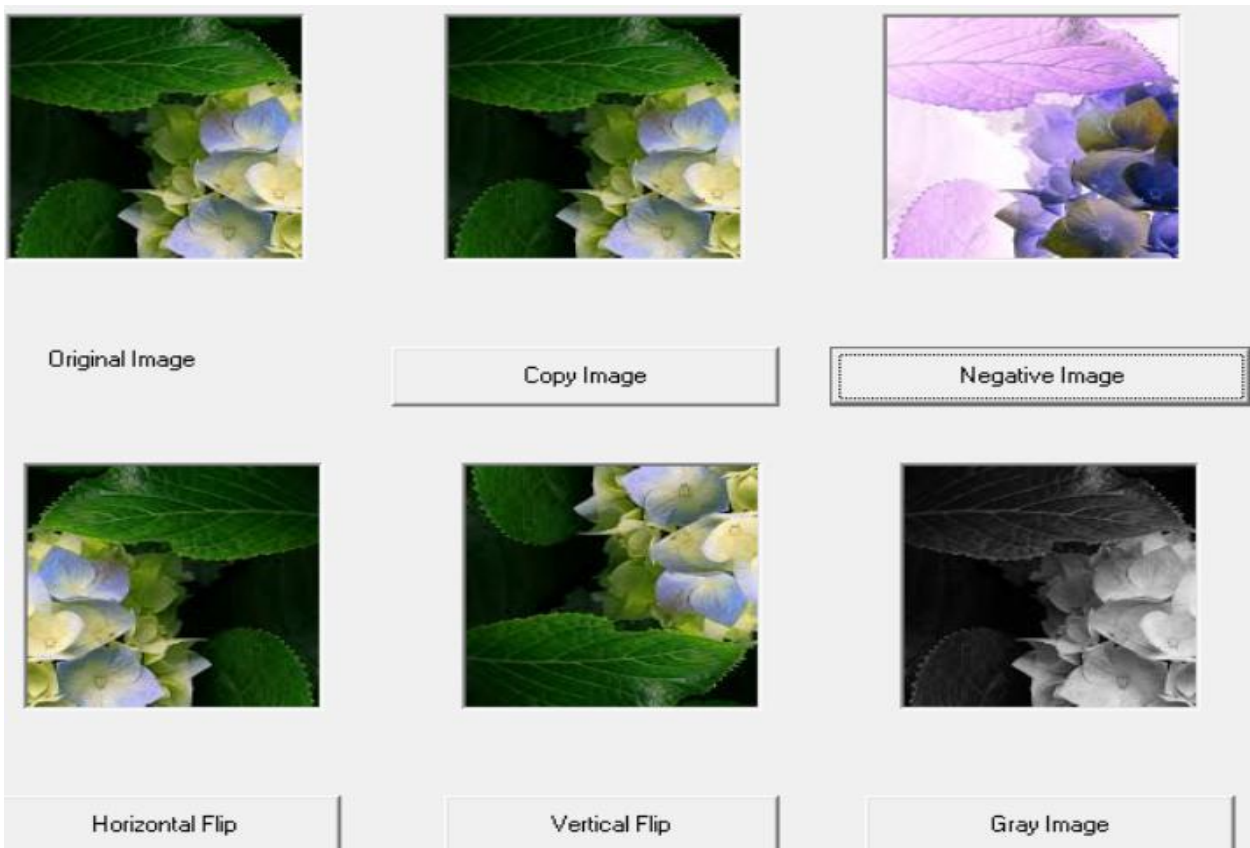 Original Image
Copy Image
Negative Image
Horizontal Flip
Vertical Flip
Gray Image